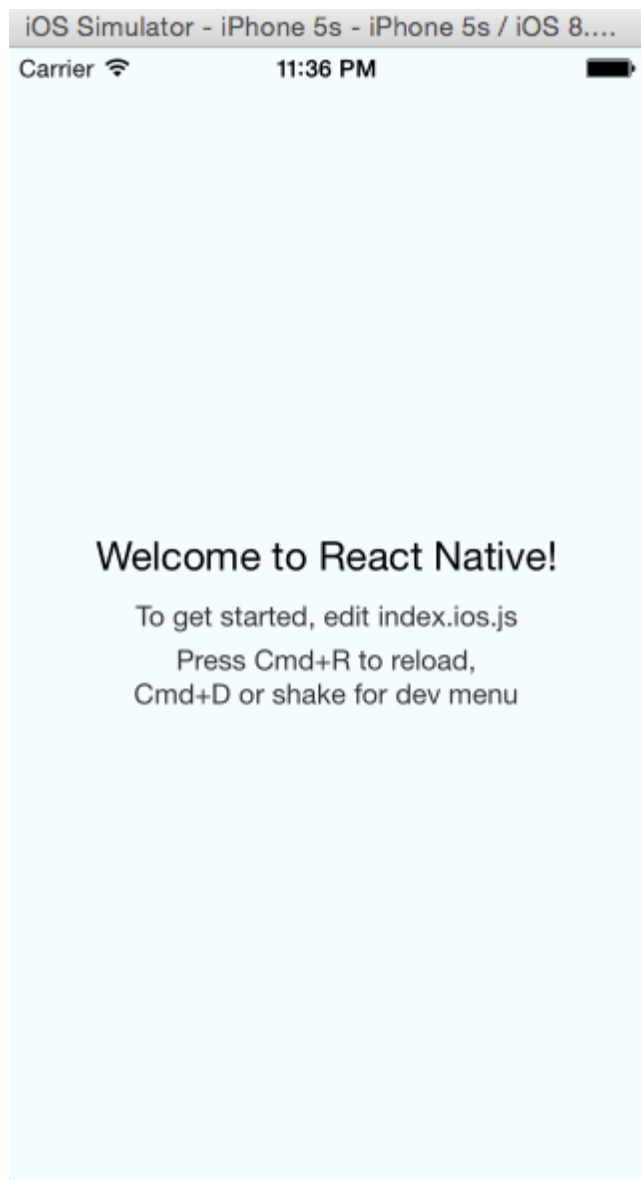 iOS Simulator - iPhone 5s - iPhone 5s / iOS 8....
Carrier 11:36 PM
Welcome to React Native!
To get started, edit index.ios.js
Press Cmd+R to reload,
Cmd+D or shake for dev menu